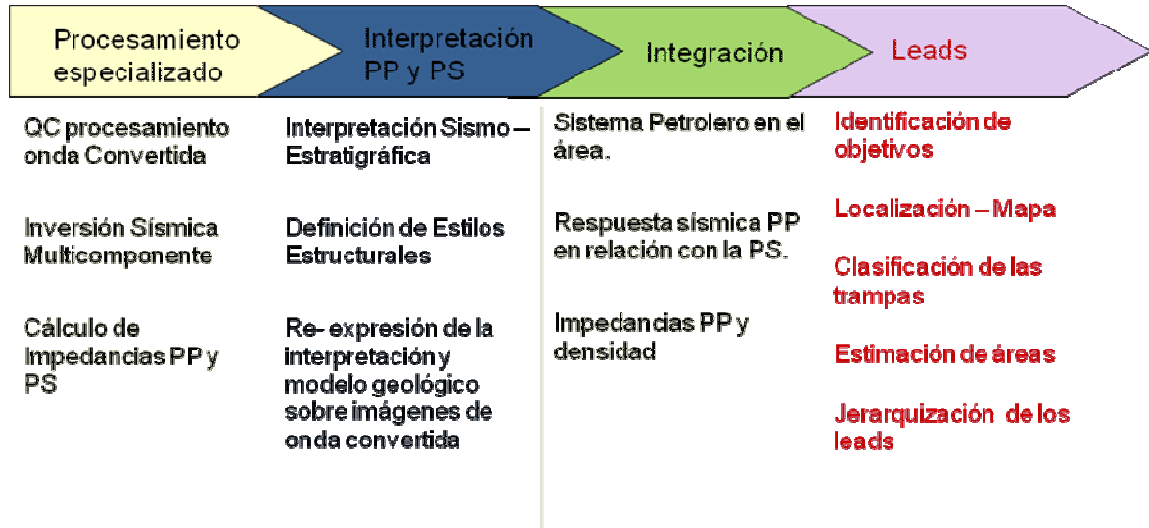 Procesamiento
especializado
Interpretación
PP y PS
Integración
Leads
QC procesamiento
onda Convertida
Inversión Sísmica
Multicomponente
Cálculo de
Impedancias PP y
PS
Interpretación Sismo –
Estratigráfica
Definición de Estilos
Estructurales
Re- expresión de la
interpretación y
modelo geológico
sobre imágenes de
onda convertida
Sistema Petrolero en el
área.
Respuesta sísmica PP
en relación con la PS.
Impedancias PP y
densidad
Identificación de
objetivos
Localización – Mapa
Clasificación de las
trampas
Estimación de áreas
Jerarquización de los
leads